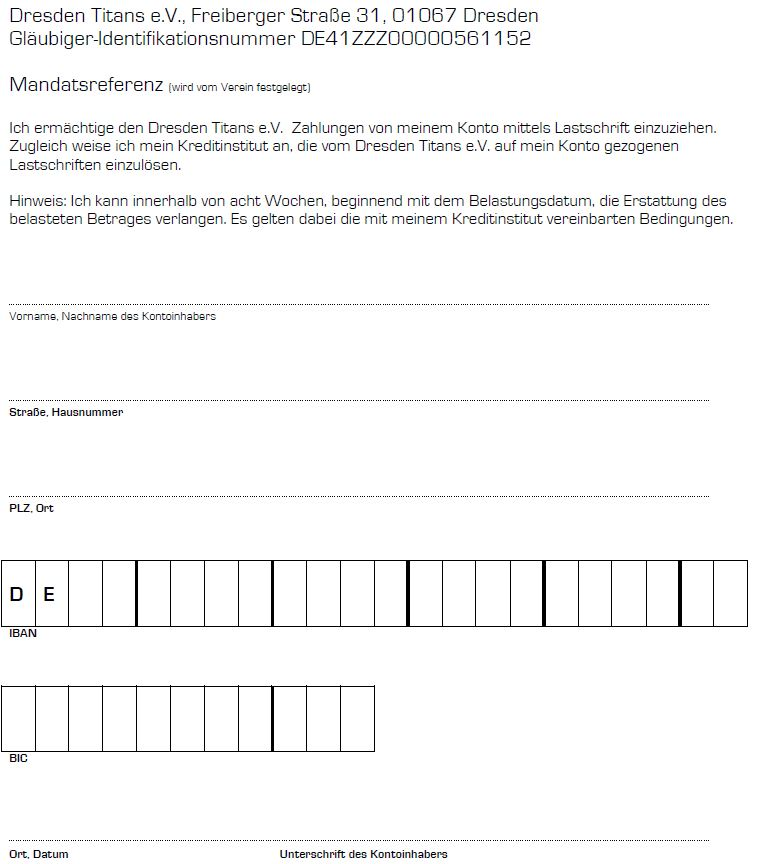 Dresden Titans e.V., Freiberger Straße 31, 01067 Dresden
Gläubiger-Identifikationsnummer DE41ZZZ00000561152
Mandatsreferenz (wird vom Verein festgelegt)
Ich ermächtige den Dresden Titans e.V. Zahlungen von meinem Konto mittels Lastschrift einzuziehen.
Zugleich weise ich mein Kreditinstitut an, die vom Dresden Titans e.V. auf mein Konto gezogenen
Lastschriften einzulösen.
Hinweis: Ich kann innerhalb von acht Wochen, beginnend mit dem Belastungsdatum, die Erstattung des
belasteten Betrages verlangen. Es gelten dabei die mit meinem Kreditinstitut vereinbarten Bedingungen.
Vorname, Nachname des Kontoinhabers
Straße, Hausnummer
PLZ, Ort
D E
IBAN
BIC
Ort, Datum Unterschrift des Kontoinhabers